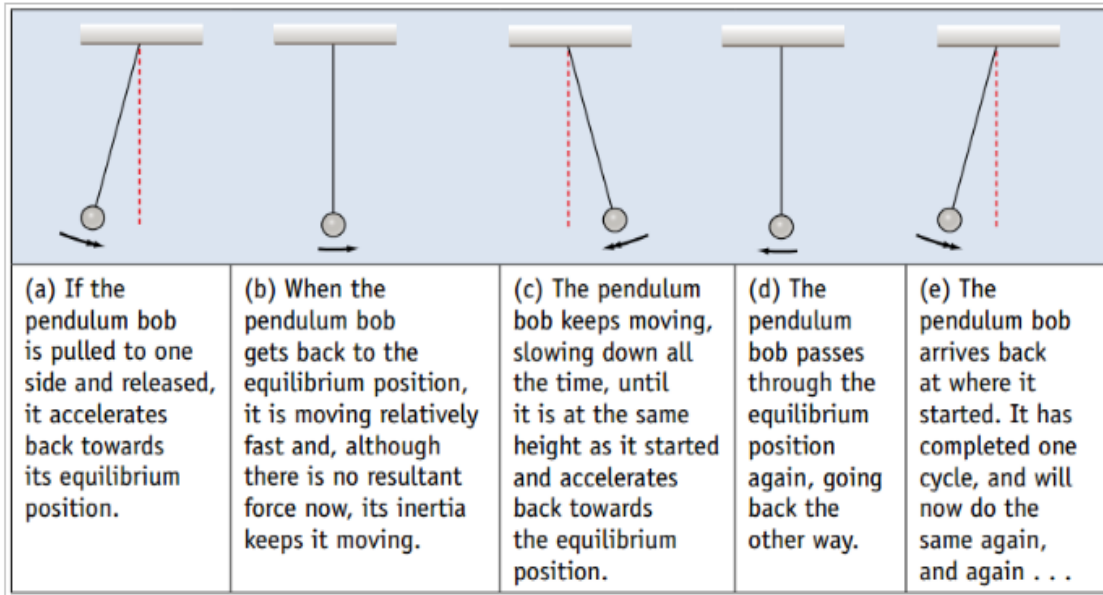 (a) If the
pendulum bob
is pulled to one
side and released,
it accelerates
back towards
its equilibrium
position.
(b) When the
pendulum bob
gets back to the
equilibrium position,
it is moving relatively
fast and, although
there is no resultant
force now, its inertia
keeps it moving.
(c) The pendulum
bob keeps moving,
slowing down all
the time, until
it is at the same
height as it started
and accelerates
back towards
the equilibrium
position.
(d) The
pendulum
bob passes
through the
equilibrium
position
again, going
back the
other way.
(e) The
pendulum bob
arrives back
at where it
started. It has
completed one
cycle, and will
now do the
same again,
and again . . .